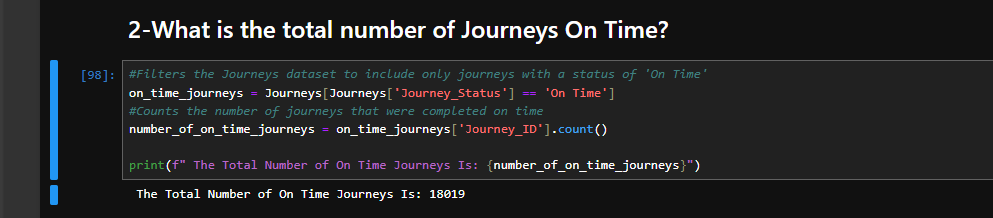 2-What is the total number of Journeys On Time?
[98]: #Filters the Journeys dataset to include only journeys with a status of 'On Time'
on_time_journeys = Journeys[Journeys['Journey_Status'] == 'On Time']
#Counts the number of journeys that were completed on time
number_of_on_time_journeys = on_time_journeys['Journey_ID'].count()
print(f" The Total Number of On Time Journeys Is: {number_of_on_time_journeys}")
The Total Number of On Time Journeys Is: 18019